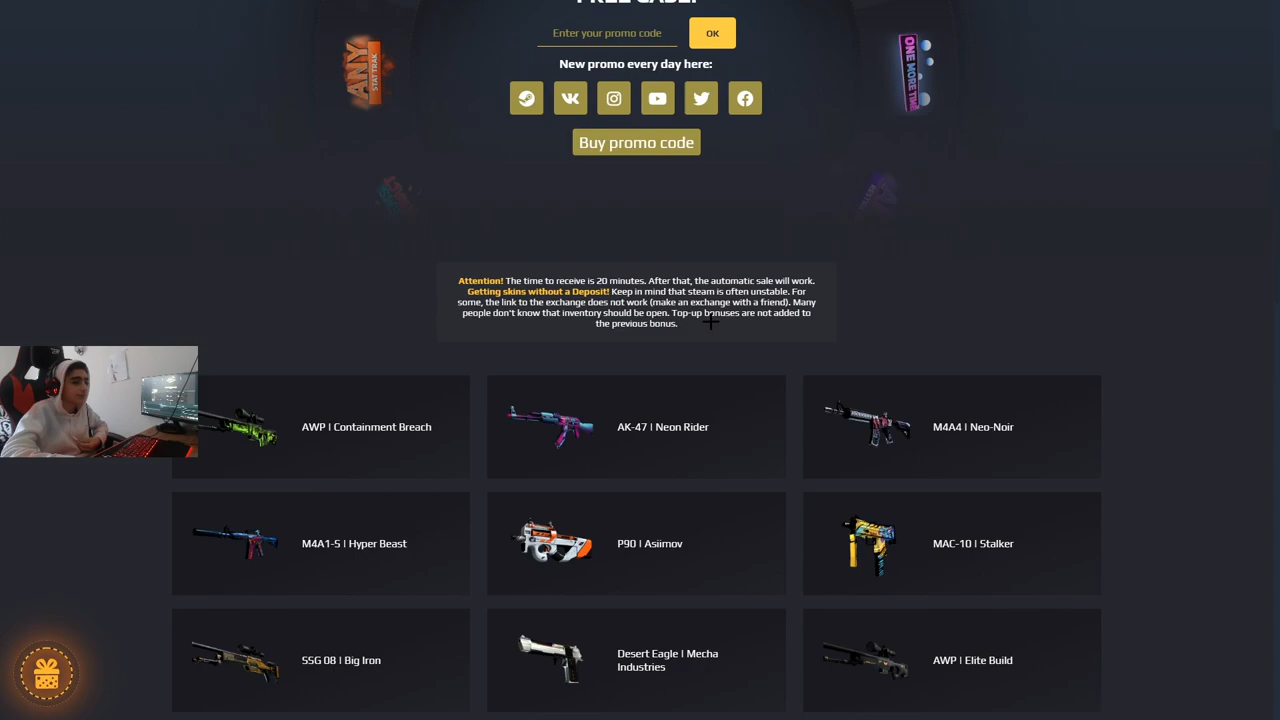 FREE CASE!
Enter your promo code
OK
ANY
STATTRAK
ONE MORE TIME
New promo every day here:
Buy promo code
Attention! The time to receive is 20 minutes. After that, the automatic sale will work.
Getting skins without a Deposit! Keep in mind that steam is often unstable. For
some, the link to the exchange does not work (make an exchange with a friend). Many
people don't know that inventory should be open. Top-up bonuses are not added to
the previous bonus.
AWP | Containment Breach
AK-47 | Neon Rider
M4A4 | Neo-Noir
M4A1-S | Hyper Beast
P90 | Asiimov
MAC-10 | Stalker
SSG 08 | Big Iron
Desert Eagle | Mecha
Industries
AWP | Elite Build